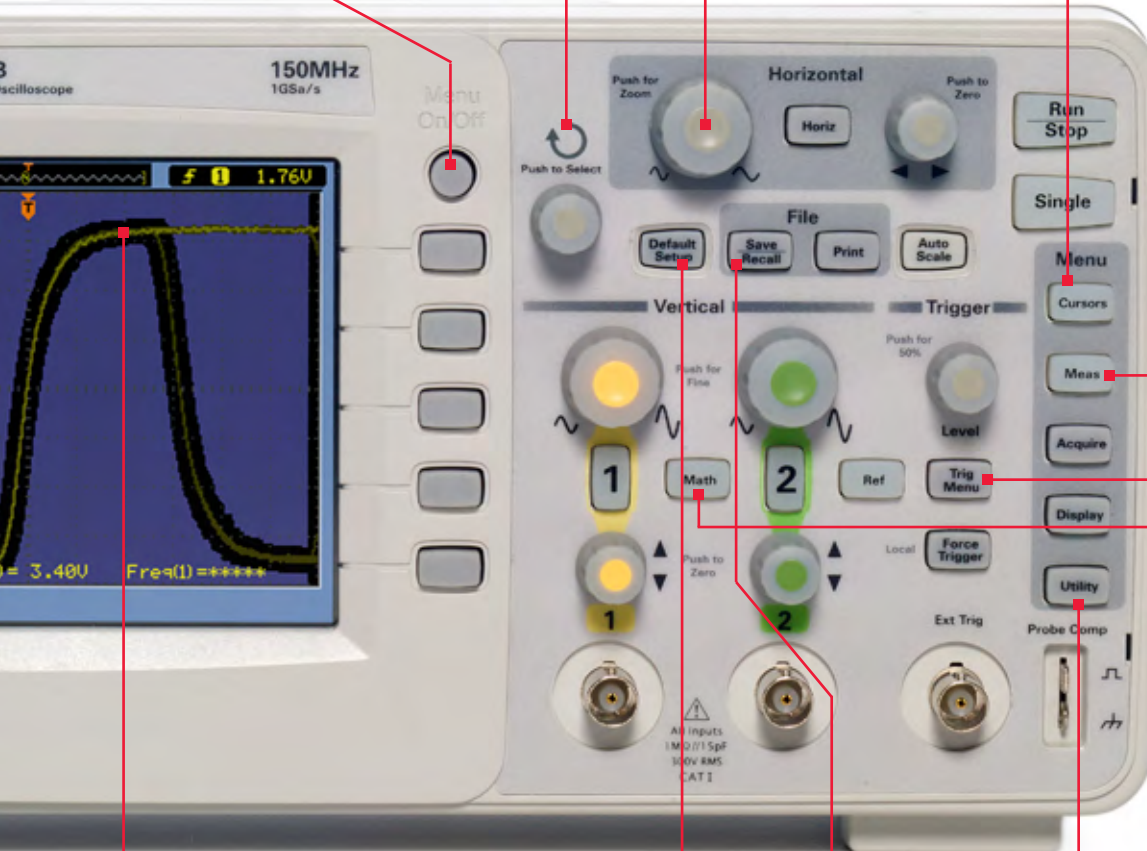 150MHz
1GSa/s
Menu
On/Off
1 1.76V
T
3.40V Freq(1)=*****
Push to Select
Push for
Zoom
Horizontal
Horiz
Push to
Zero
Run
Stop
Single
Default
Setup
File
Save
Recall
Print
Auto
Scale
Vertical
Push for
Fine
1
Math
2
Ref
Push to
Zero
1
2
Trigger
Push for
50%
Level
Trig
Menu
Local
Force
Trigger
Ext Trig
Menu
Cursors
Meas
Acquire
Display
Utility
Probe Comp
All inputs
1MΩ//15pF
300V RMS
CAT I